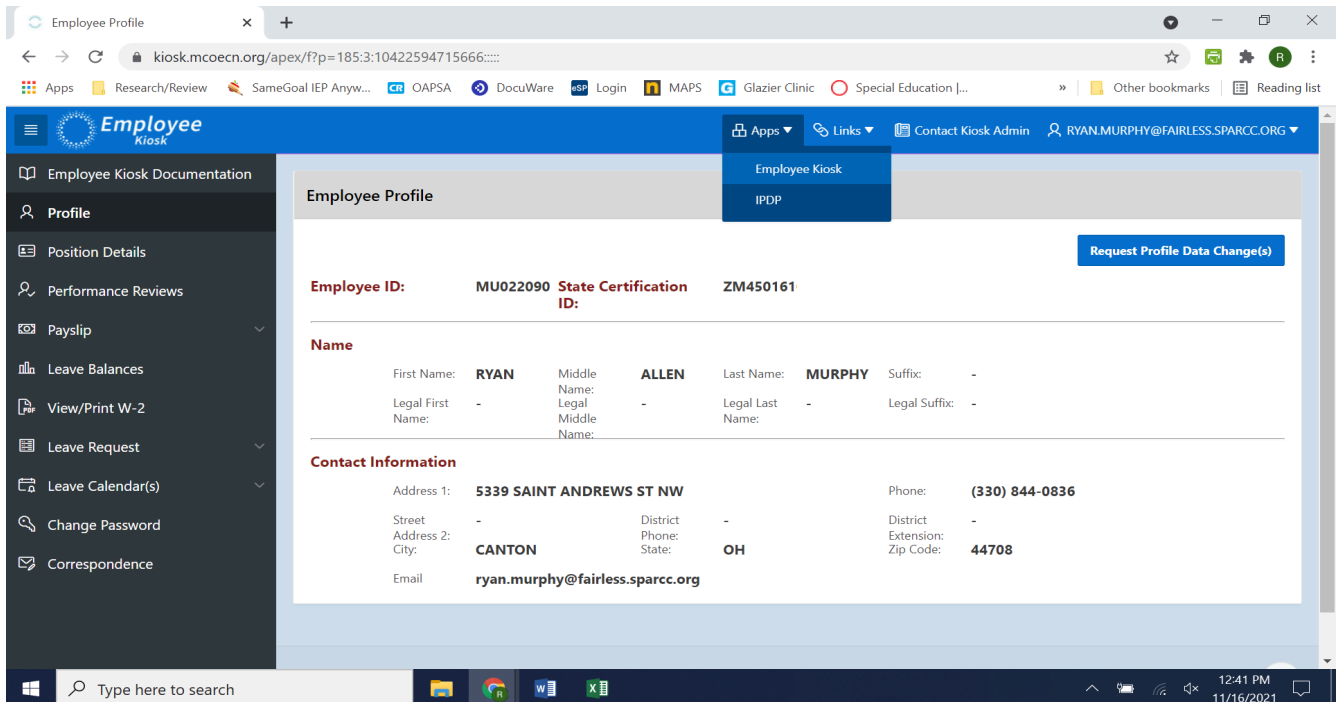 Employee Profile
kiosk.mcoecn.org/apex/f?p=185:3:10422594715666:::::
R
Apps Research/Review SameGoal IEP Anyw... CR OAPSA DocuWare eSP Login n MAPS G Glazier Clinic Special Education |... » Other bookmarks Reading list
Employee
Kiosk
Apps Links Contact Kiosk Admin RYAN.MURPHY@FAIRLESS.SPARCC.ORG
Employee Kiosk
IPDP
Employee Kiosk Documentation
Profile
Position Details
Performance Reviews
Payslip
Leave Balances
PDF View/Print W-2
Leave Request
Leave Calendar(s)
Change Password
Correspondence
Employee Profile
Request Profile Data Change(s)
Employee ID: MU022090 State Certification ZM450161
ID:
Name
First Name: RYAN Middle ALLEN Last Name: MURPHY Suffix: -
Name:
Legal First - Legal - Legal Last - Legal Suffix: -
Name: Middle Name:
Name:
Contact Information
Address 1: 5339 SAINT ANDREWS ST NW Phone: (330) 844-0836
Street - District - District -
Address 2: Phone: Extension:
City: CANTON State: OH Zip Code: 44708
Email ryan.murphy@fairless.sparcc.org
Type here to search
12:41 PM
11/16/2021